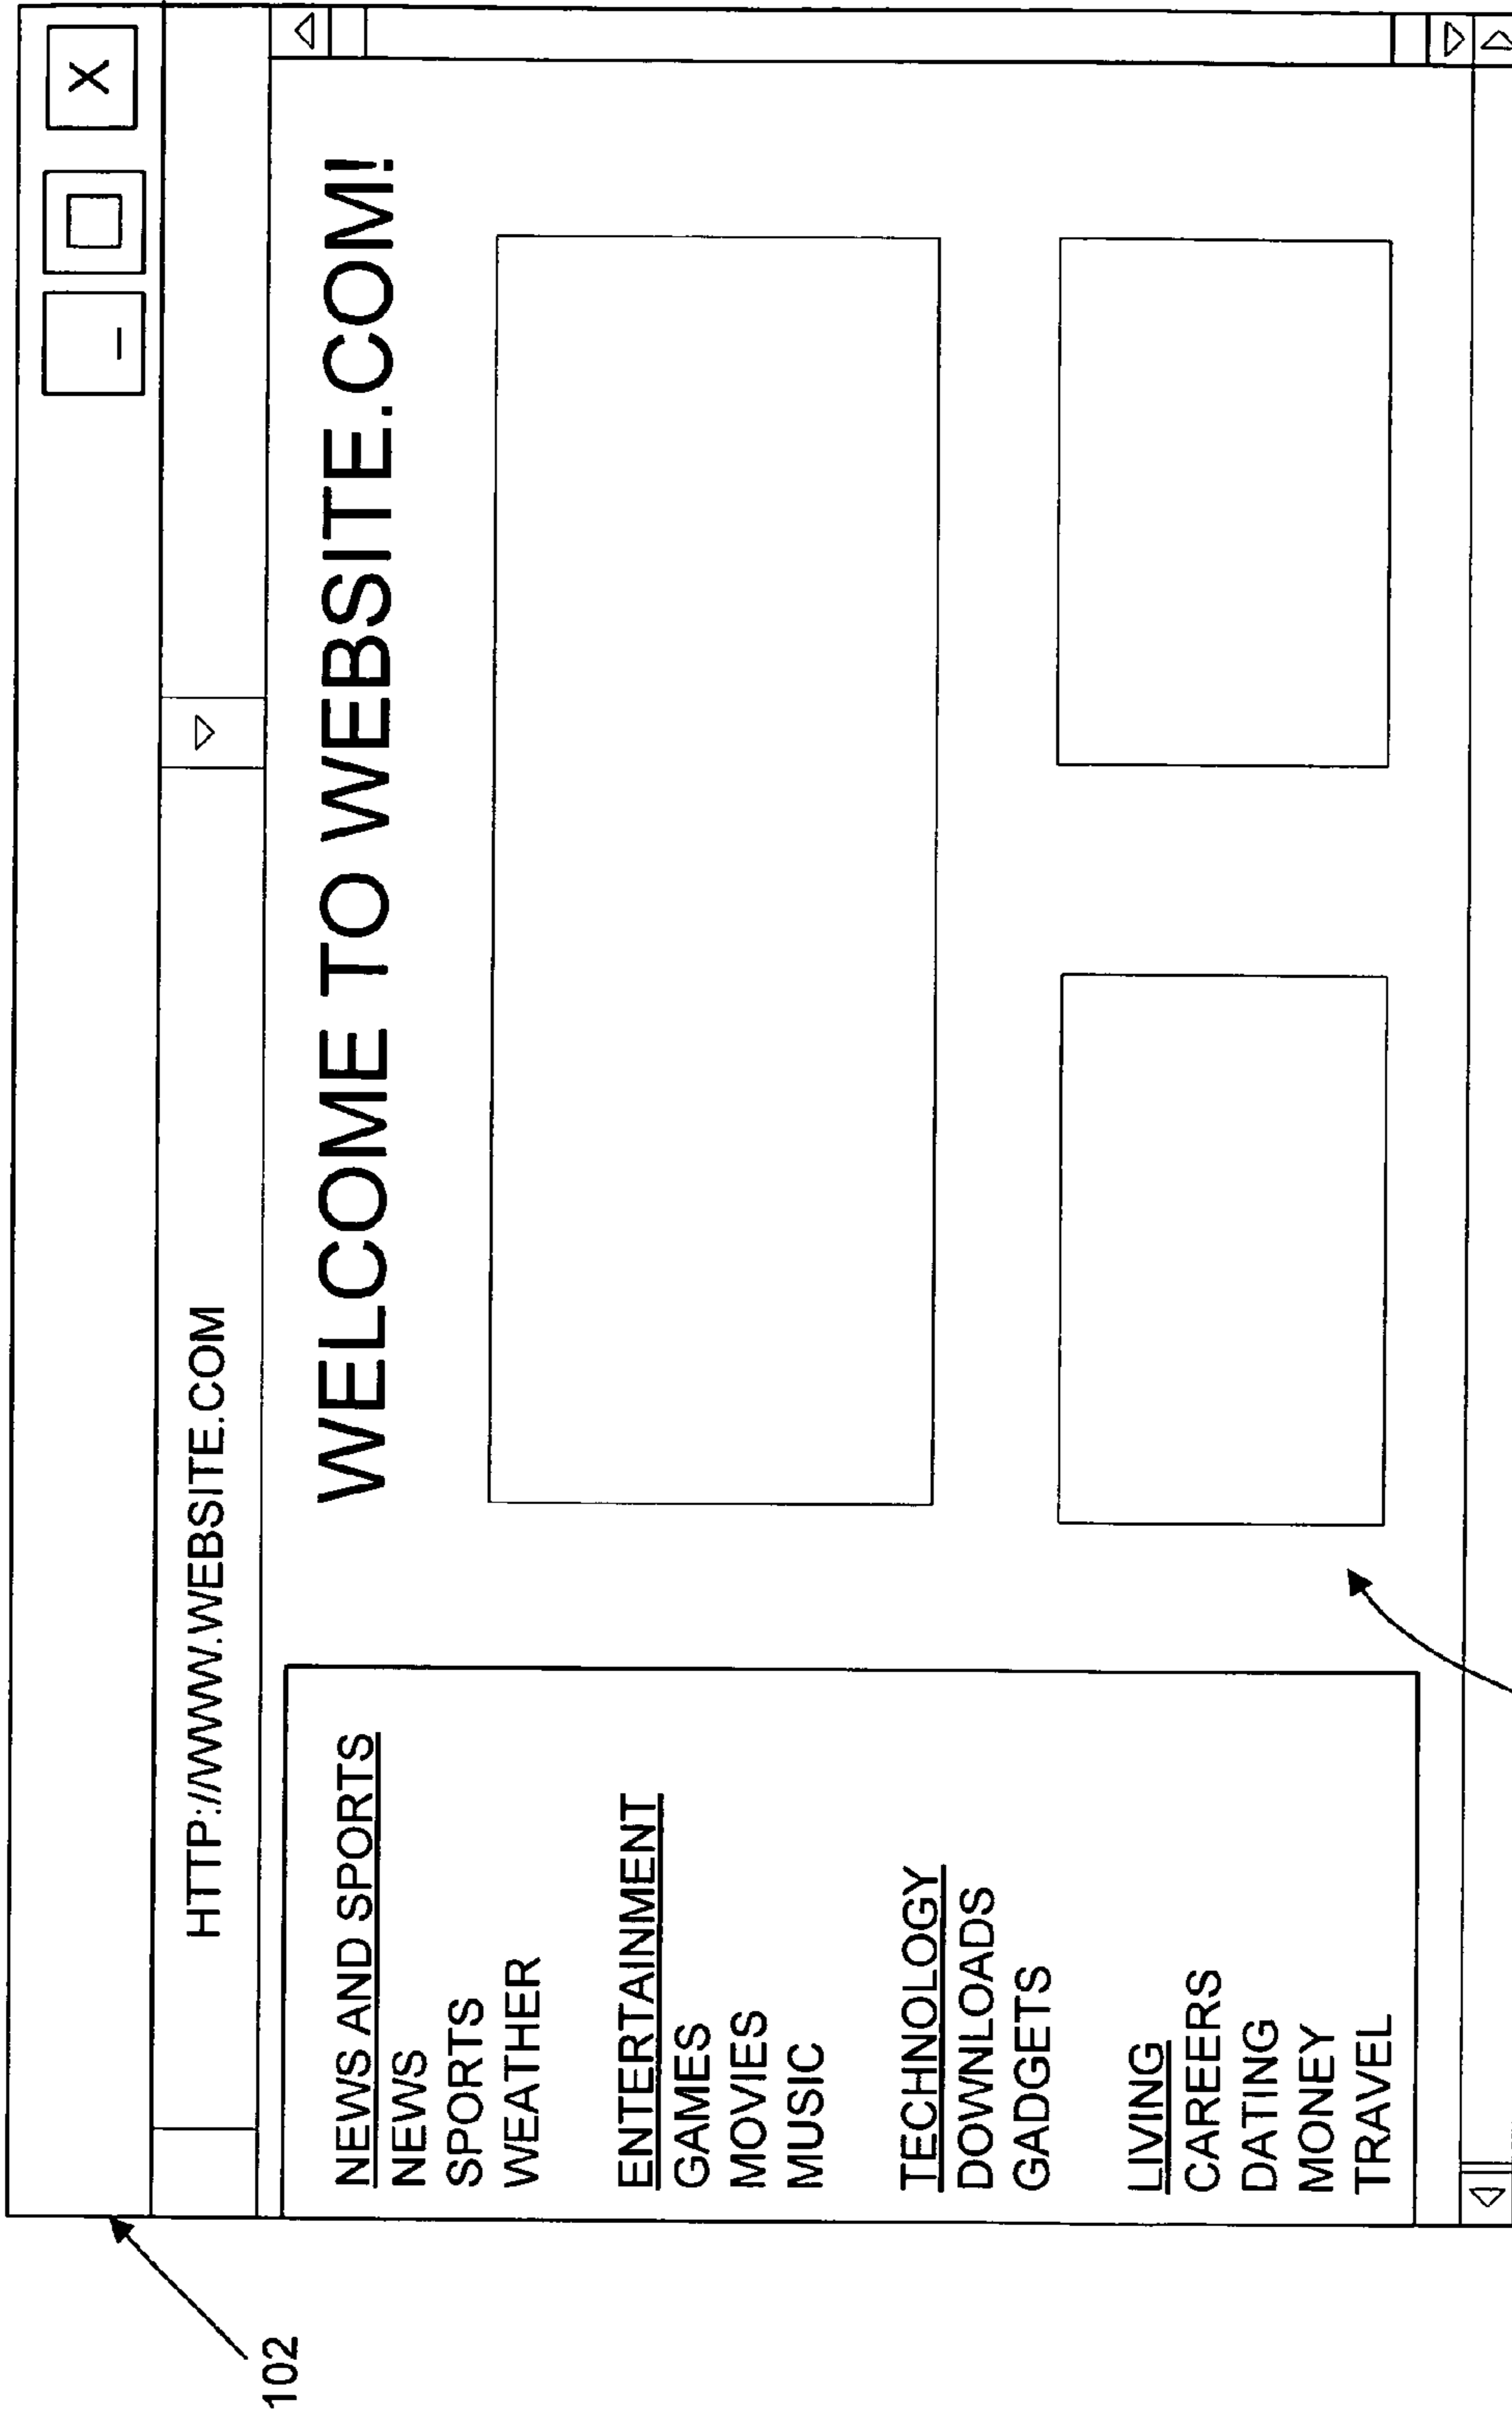 X
HTTP://WWW.WEBSITE.COM
WELCOME TO WEBSITE.COM!
NEWS AND SPORTS
NEWS
SPORTS
WEATHER
ENTERTAINMENT
GAMES
MOVIES
MUSIC
TECHNOLOGY
DOWNLOADS
GADGETS
LIVING
CAREERS
DATING
MONEY
TRAVEL
102